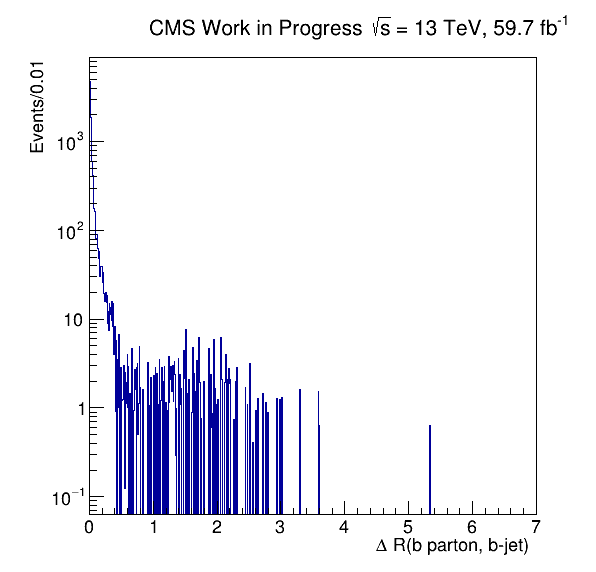 CMS Work in Progress √s = 13 TeV, 59.7 fb⁻¹
Events/0.01
10³
10²
10
1
10⁻¹
0 1 2 3 4 5 6 7
Δ R(b parton, b-jet)